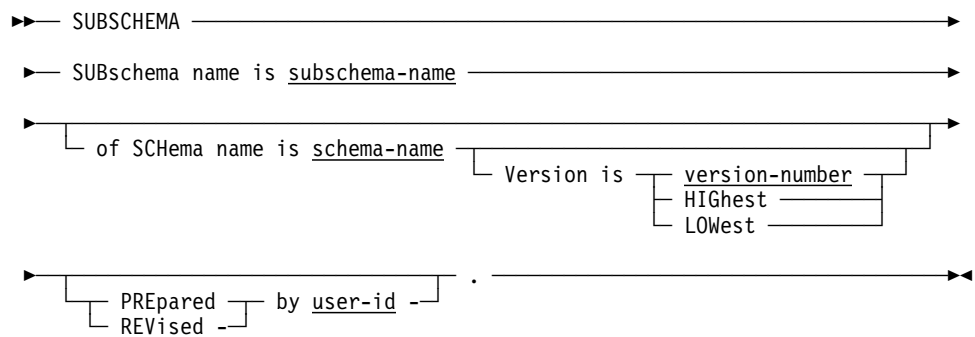 SUBSCHEMA
SUBschema name is subschema-name
of SCHema name is schema-name
Version is version-number
HIGhest
LOWest
PREpared by user-id .
REVised